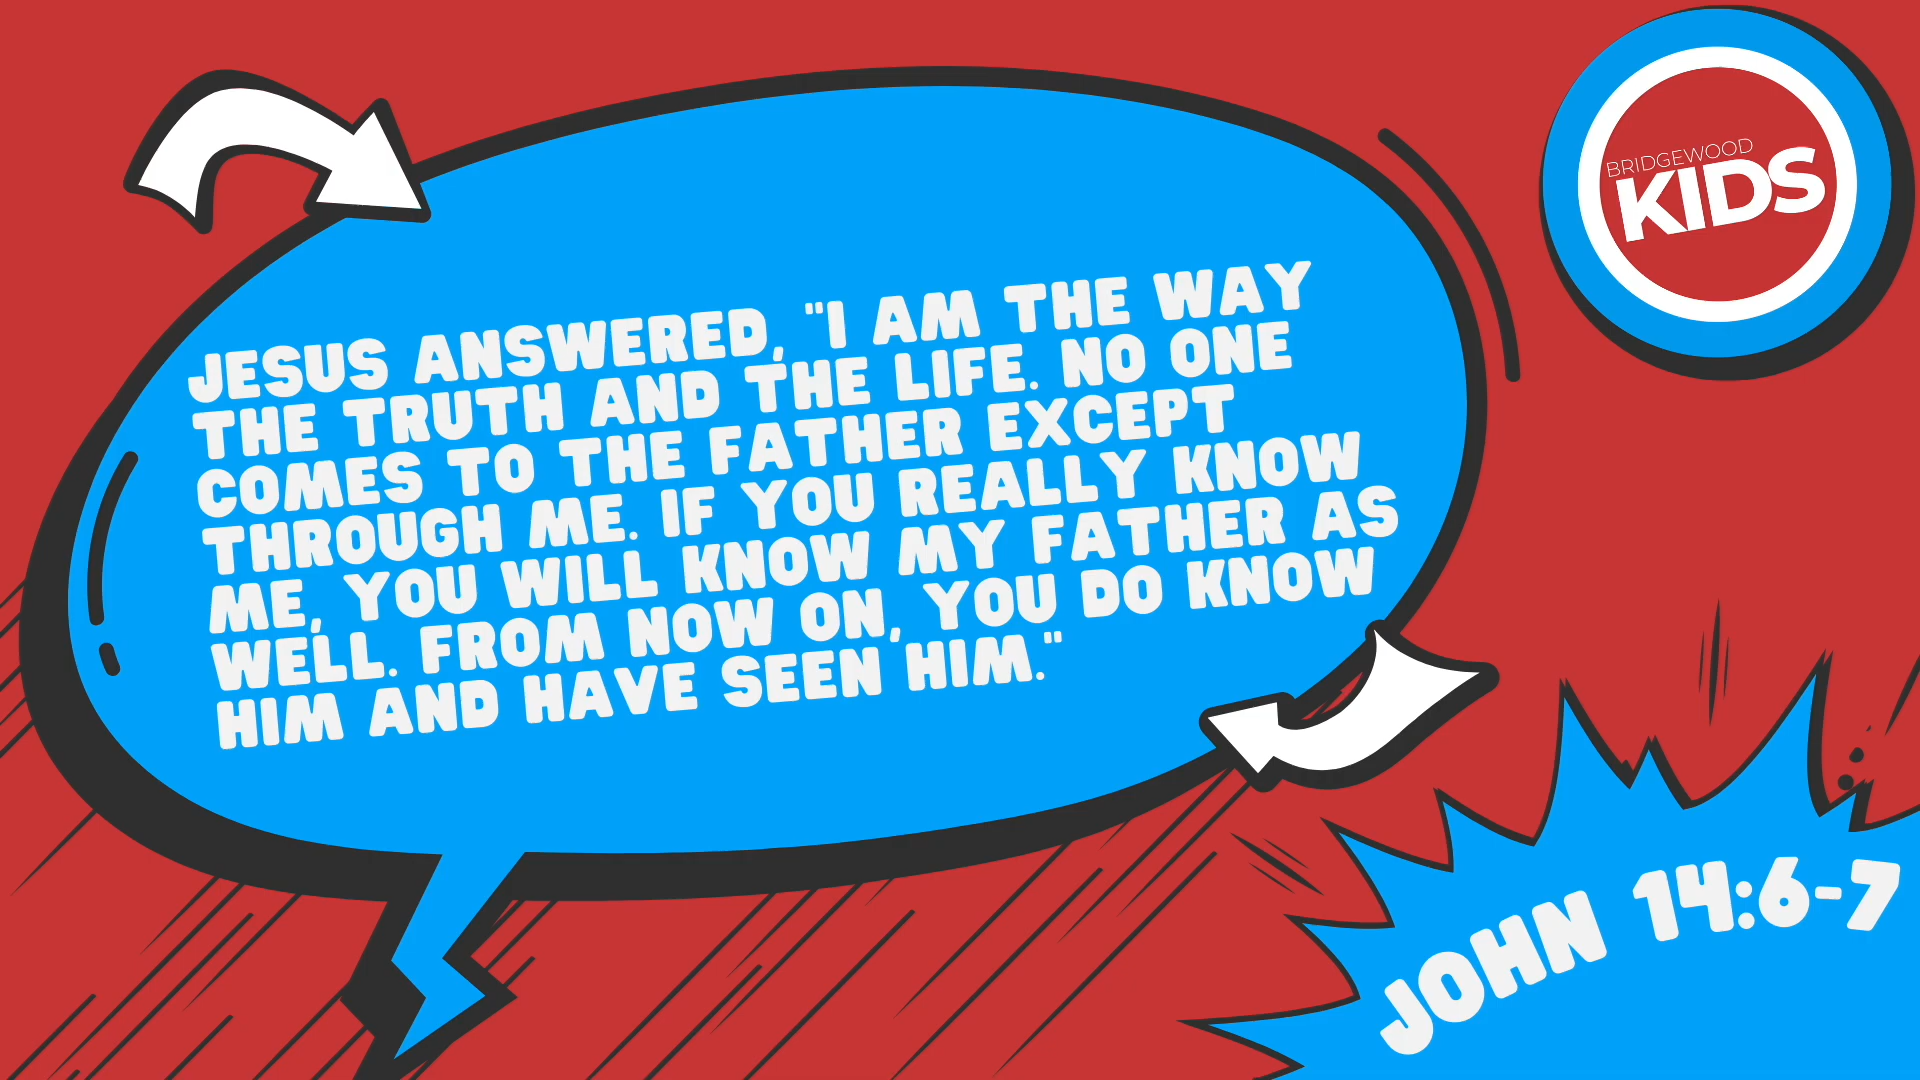 BRIDGEWOOD
KIDS
JESUS ANSWERED, "I AM THE WAY
THE TRUTH AND THE LIFE. NO ONE
COMES TO THE FATHER EXCEPT
THROUGH ME. IF YOU REALLY KNOW
ME, YOU WILL KNOW MY FATHER AS
WELL. FROM NOW ON, YOU DO KNOW
HIM AND HAVE SEEN HIM."
JOHN 14:6-7